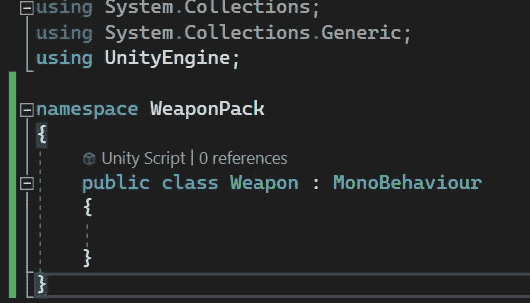 using System.Collections;
using System.Collections.Generic;
using UnityEngine;
namespace WeaponPack
{
Unity Script | 0 references
public class Weapon : MonoBehaviour
{
}
}